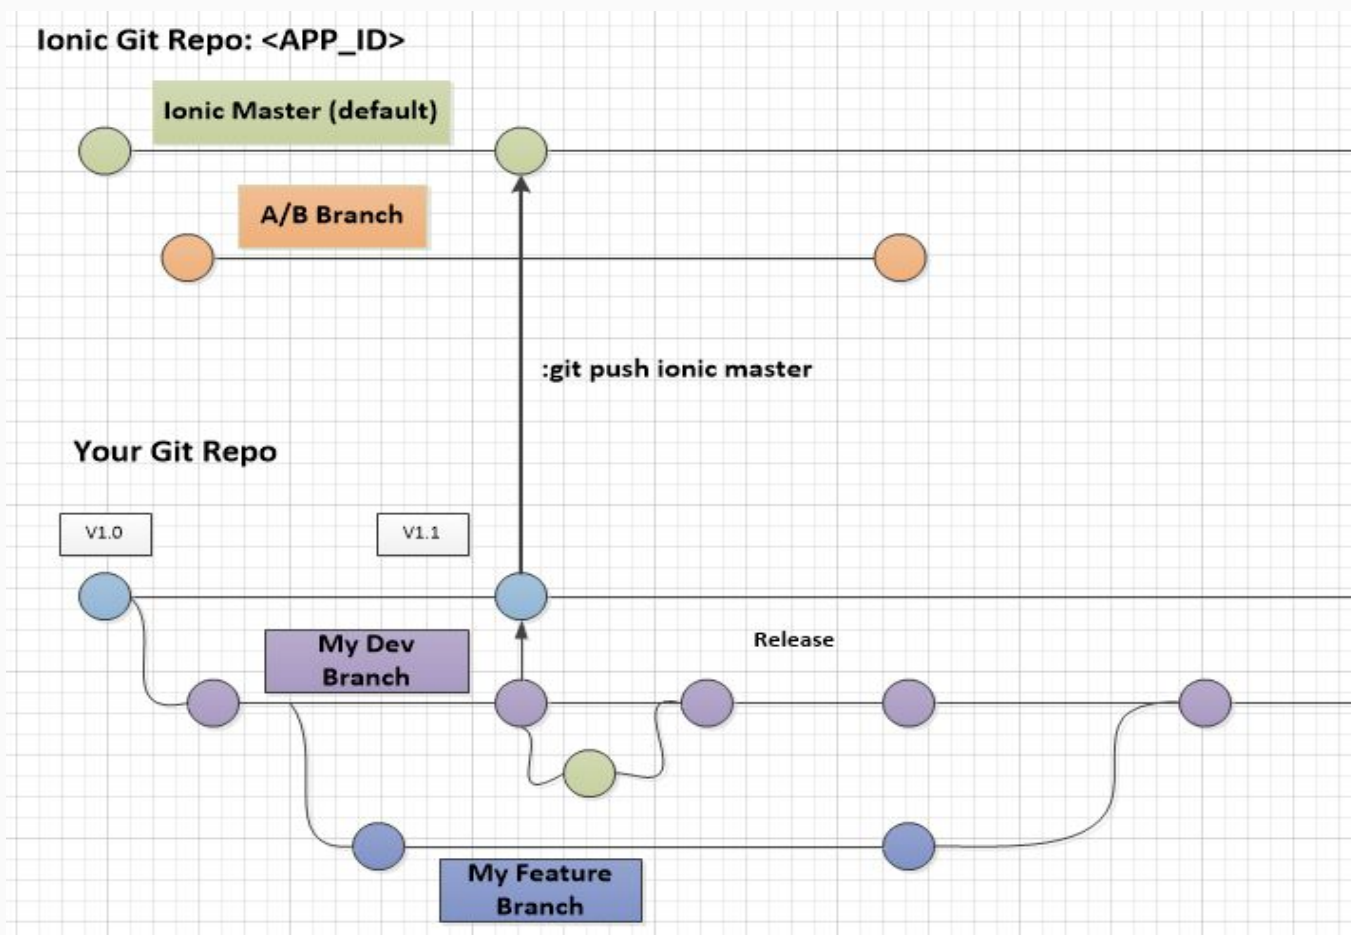 Ionic Git Repo: <APP_ID>
Ionic Master (default)
A/B Branch
:git push ionic master
Your Git Repo
V1.0
V1.1
My Dev
Branch
Release
My Feature
Branch